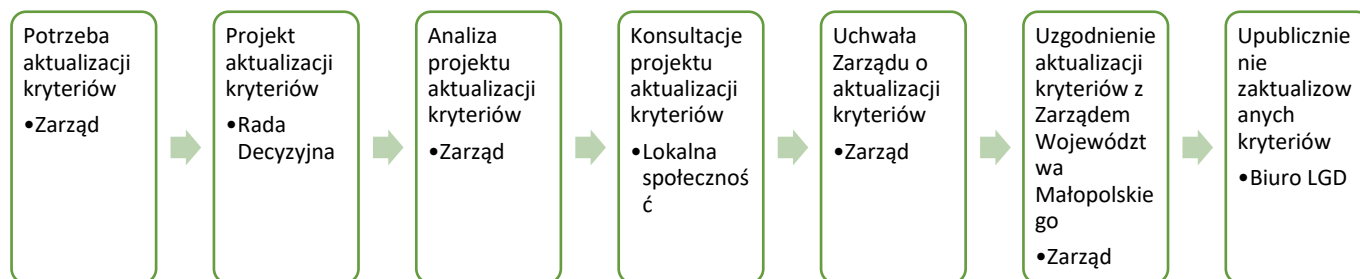 Potrzeba
aktualizacji
kryteriów
•Zarząd
Projekt
aktualizacji
kryteriów
•Rada
Decyzyjna
Analiza
projektu
aktualizacji
kryteriów
•Zarząd
Konsultacje
projektu
aktualizacji
kryteriów
•Lokalna
społecznoś
ć
Uchwała
Zarządu o
aktualizacji
kryteriów
•Zarząd
Uzgodnienie
aktualizacji
kryteriów z
Zarządem
Województ
wa
Małopolskie
go
•Zarząd
Upublicznie
nie
zaktualizow
anych
kryteriów
•Biuro LGD